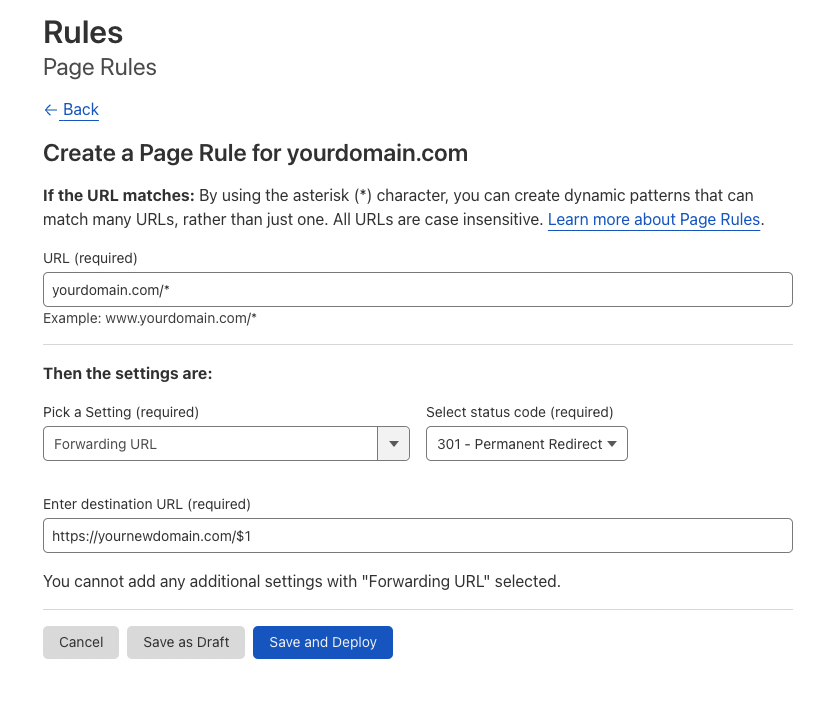 Rules
Page Rules
← Back
Create a Page Rule for yourdomain.com
If the URL matches: By using the asterisk (*) character, you can create dynamic patterns that can
match many URLs, rather than just one. All URLs are case insensitive. Learn more about Page Rules.
URL (required)
yourdomain.com/*
Example: www.yourdomain.com/*
Then the settings are:
Pick a Setting (required) Select status code (required)
Forwarding URL 301 - Permanent Redirect
Enter destination URL (required)
https://yournewdomain.com/$1
You cannot add any additional settings with "Forwarding URL" selected.
Cancel Save as Draft Save and Deploy